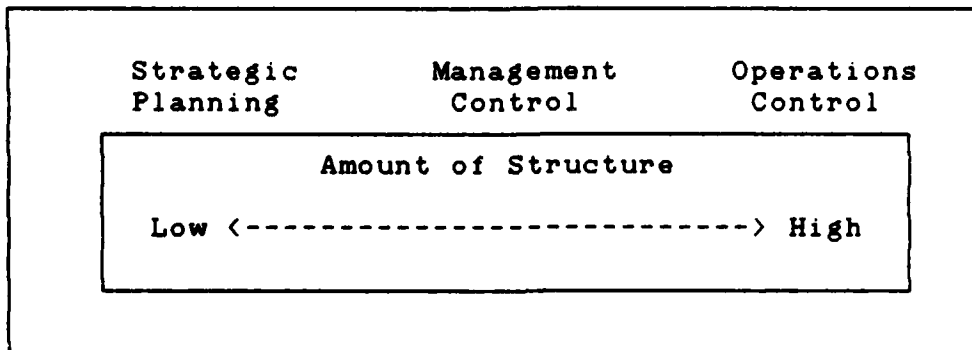 Strategic Management Operations
Planning Control Control
Amount of Structure
Low <---------------------------> High